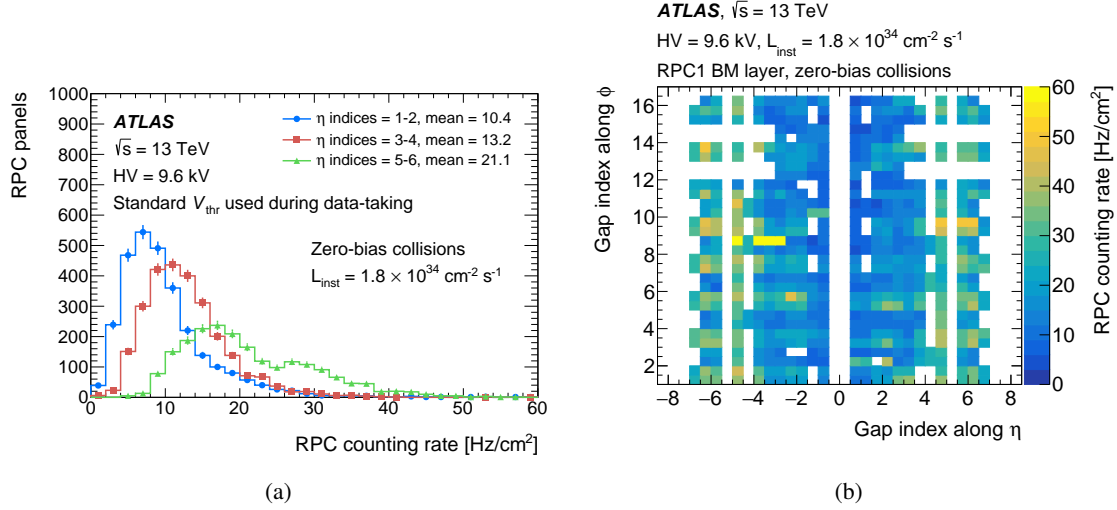 ATLAS
√s = 13 TeV
HV = 9.6 kV
Standard V_thr used during data-taking
η indices = 1-2, mean = 10.4
η indices = 3-4, mean = 13.2
η indices = 5-6, mean = 21.1
Zero-bias collisions
L_inst = 1.8 × 10^34 cm^-2 s^-1
RPC panels
1000
900
800
700
600
500
400
300
200
100
0
0 10 20 30 40 50 60
RPC counting rate [Hz/cm²]
(a)
ATLAS, √s = 13 TeV
HV = 9.6 kV, L_inst = 1.8 × 10^34 cm^-2 s^-1
RPC1 BM layer, zero-bias collisions
Gap index along ϕ
16
14
12
10
8
6
4
2
−8 −6 −4 −2 0 2 4 6 8
Gap index along η
60
50
40
30
20
10
0
RPC counting rate [Hz/cm²]
(b)